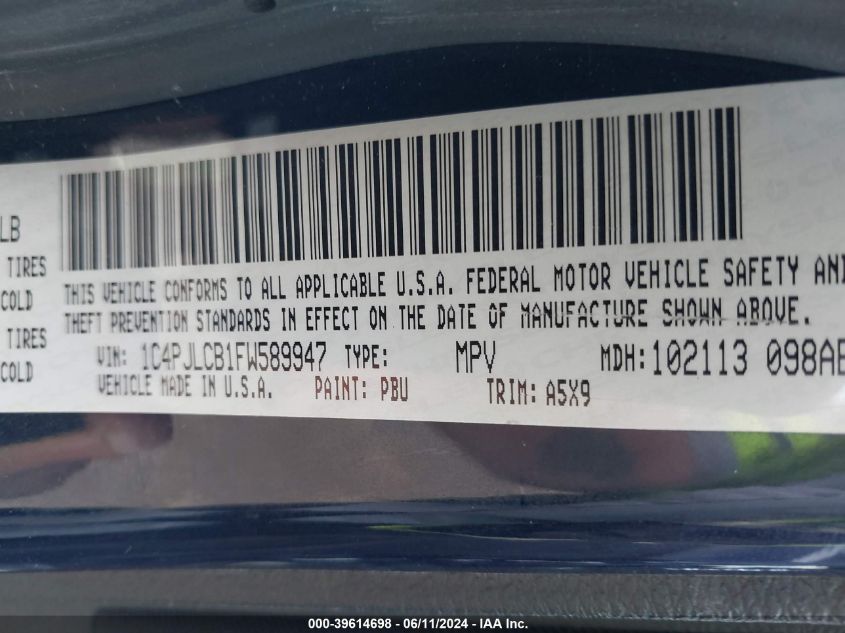 LB
TIRES
COLD
TIRES
COLD
THIS VEHICLE CONFORMS TO ALL APPLICABLE U.S.A. FEDERAL MOTOR VEHICLE SAFETY AND
THEFT PREVENTION STANDARDS IN EFFECT ON THE DATE OF MANUFACTURE SHOWN ABOVE.
VIN: 1C4PJLCB1FW589947 TYPE: MPV MDH:102113 098AB
VEHICLE MADE IN U.S.A. PAINT: PBU TRIM: A5X9
000-39614698 - 06/11/2024 - IAA Inc.